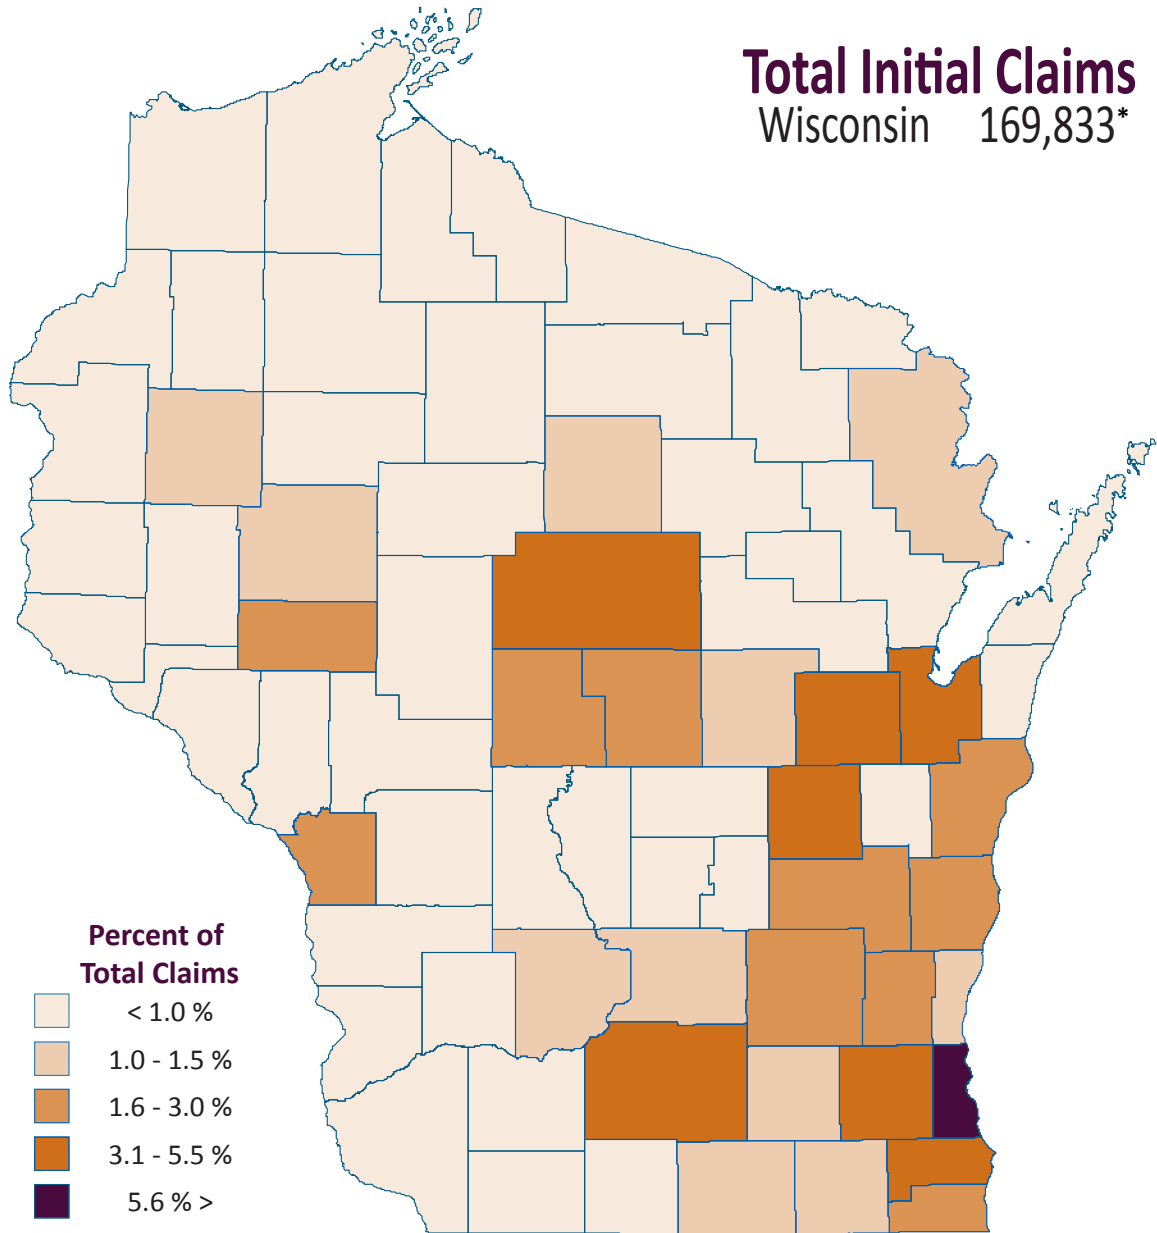 Total Initial Claims
Wisconsin 169,833*
Percent of
Total Claims
< 1.0 %
1.0 - 1.5 %
1.6 - 3.0 %
3.1 - 5.5 %
5.6 % >